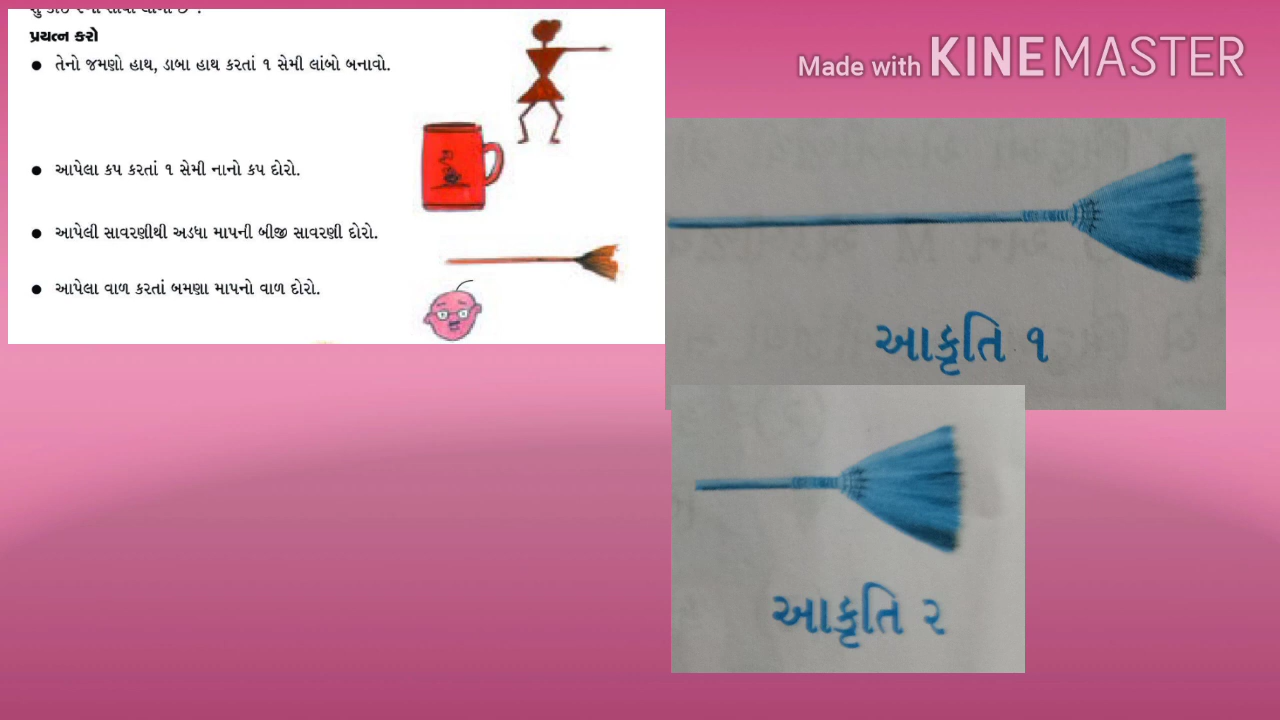 પ્રયત્ન કરો
● તેનો જમણો હાથ, ડાબા હાથ કરતાં ૧ સેમી લાંબો બનાવો.
● આપેલા કપ કરતાં ૧ સેમી નાનો કપ દોરો.
● આપેલી સાવરણીથી અડધા માપની બીજી સાવરણી દોરો.
● આપેલા વાળ કરતાં બમણા માપનો વાળ દોરો.
Made with KINEMASTER
આકૃતિ ૧
આકૃતિ ૨